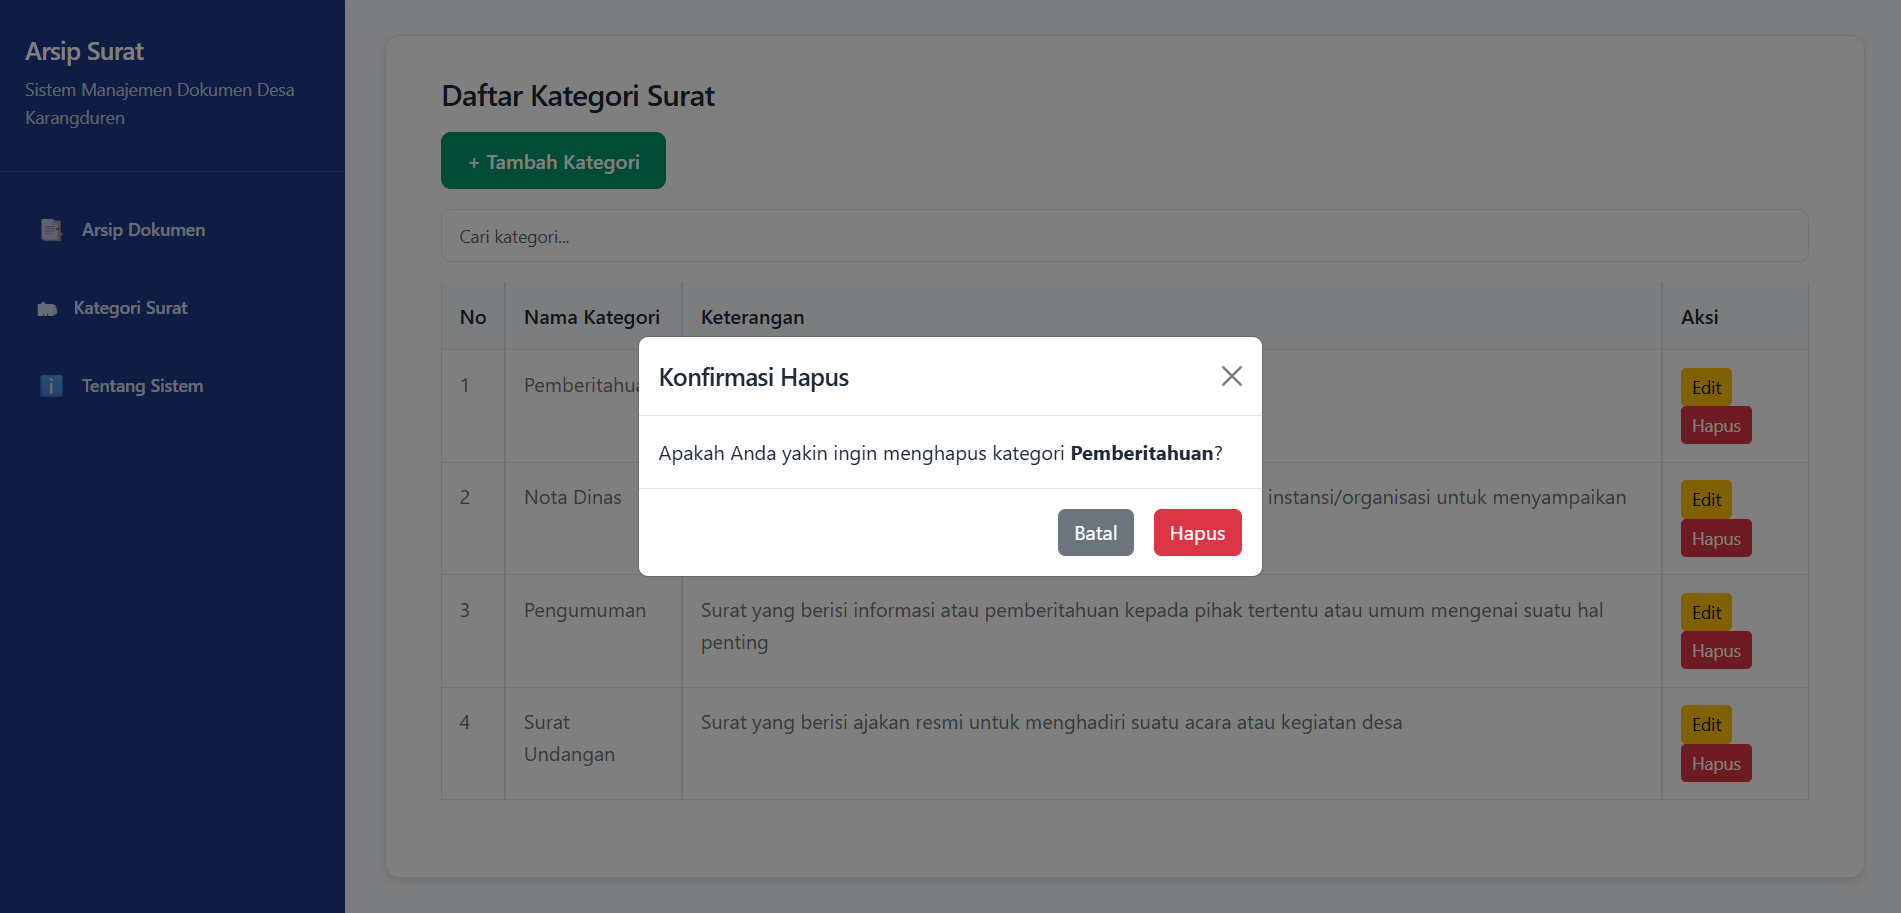 Arsip Surat
Sistem Manajemen Dokumen Desa
Karangduren
Arsip Dokumen
Kategori Surat
Tentang Sistem
Daftar Kategori Surat
+ Tambah Kategori
Cari kategori...
No Nama Kategori Keterangan Aksi
1 Edit
Hapus
2 Nota Dinas instansi/organisasi untuk menyampaikan Edit
Hapus
3 Pengumuman Surat yang berisi informasi atau pemberitahuan kepada pihak tertentu atau umum mengenai suatu hal
penting
Edit
Hapus
4 Surat
Undangan
Surat yang berisi ajakan resmi untuk menghadiri suatu acara atau kegiatan desa
Edit
Hapus
Konfirmasi Hapus
Apakah Anda yakin ingin menghapus kategori Pemberitahuan?
Batal Hapus